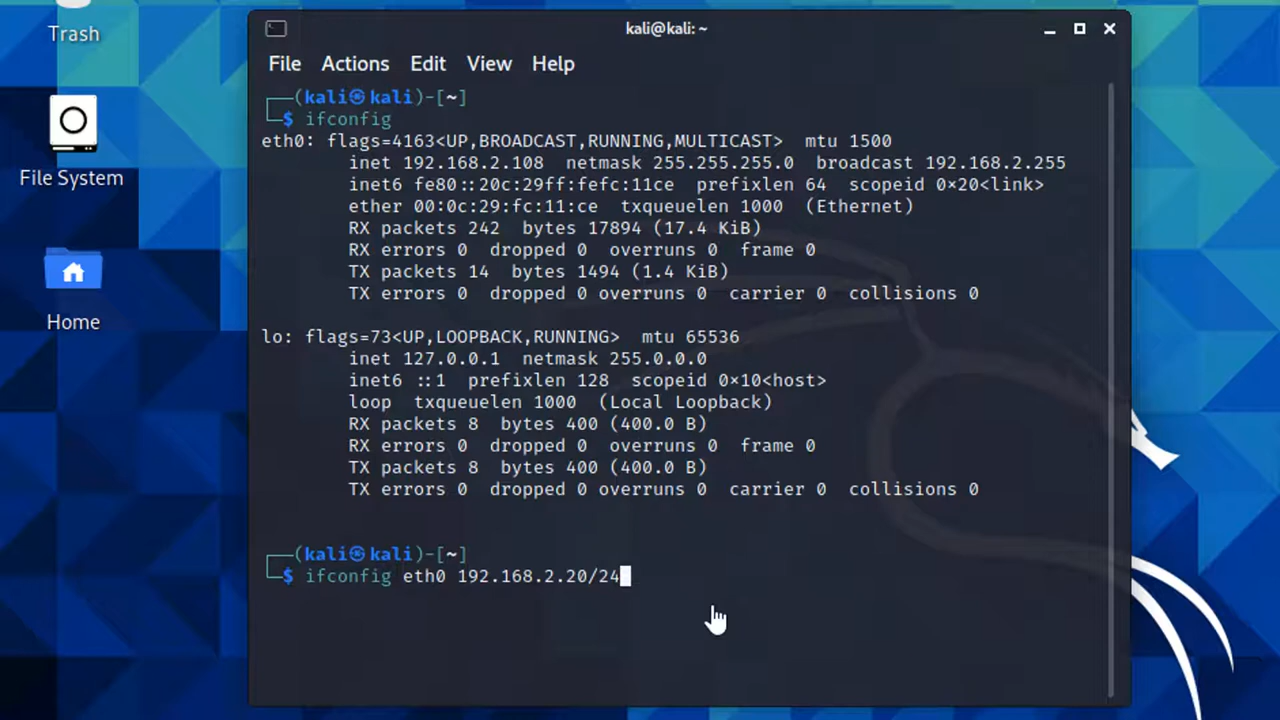 Trash
File System
Home
kali@kali: ~
File Actions Edit View Help
┌──(kali㉿kali)-[~]
└─$ ifconfig
eth0: flags=4163<UP,BROADCAST,RUNNING,MULTICAST> mtu 1500
inet 192.168.2.108 netmask 255.255.255.0 broadcast 192.168.2.255
inet6 fe80::20c:29ff:fefc:11ce prefixlen 64 scopeid 0×20<link>
ether 00:0c:29:fc:11:ce txqueuelen 1000 (Ethernet)
RX packets 242 bytes 17894 (17.4 KiB)
RX errors 0 dropped 0 overruns 0 frame 0
TX packets 14 bytes 1494 (1.4 KiB)
TX errors 0 dropped 0 overruns 0 carrier 0 collisions 0
lo: flags=73<UP,LOOPBACK,RUNNING> mtu 65536
inet 127.0.0.1 netmask 255.0.0.0
inet6 ::1 prefixlen 128 scopeid 0×10<host>
loop txqueuelen 1000 (Local Loopback)
RX packets 8 bytes 400 (400.0 B)
RX errors 0 dropped 0 overruns 0 frame 0
TX packets 8 bytes 400 (400.0 B)
TX errors 0 dropped 0 overruns 0 carrier 0 collisions 0
┌──(kali㉿kali)-[~]
└─$ ifconfig eth0 192.168.2.20/24